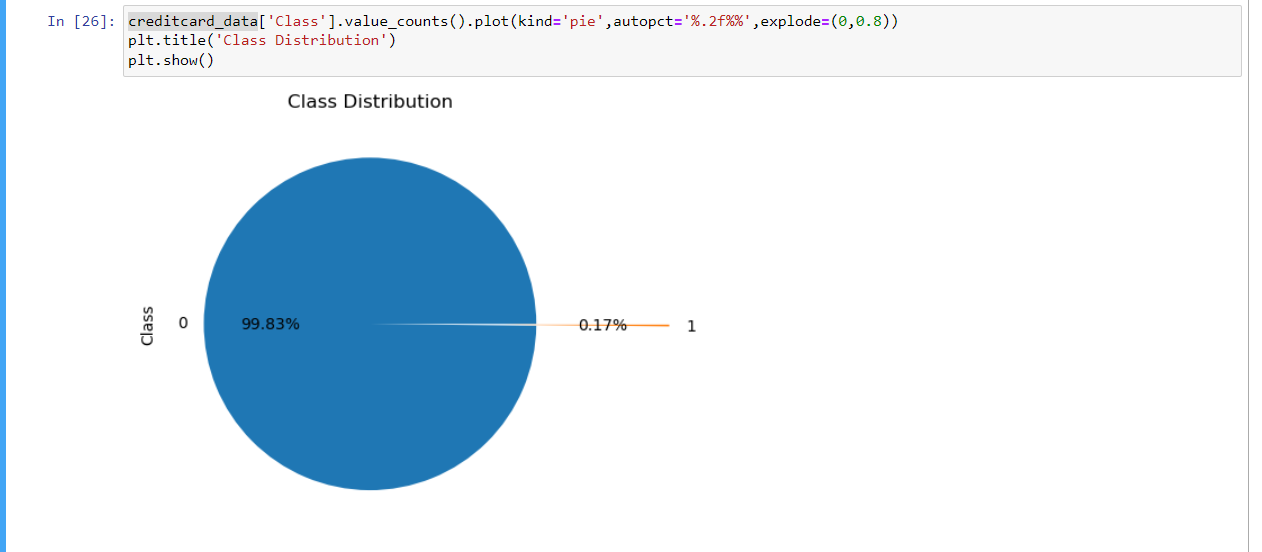 In [26]: creditcard_data['Class'].value_counts().plot(kind='pie',autopct='%.2f%%',explode=(0,0.8))
plt.title('Class Distribution')
plt.show()
Class Distribution
Class
0
99.83%
0.17%
1